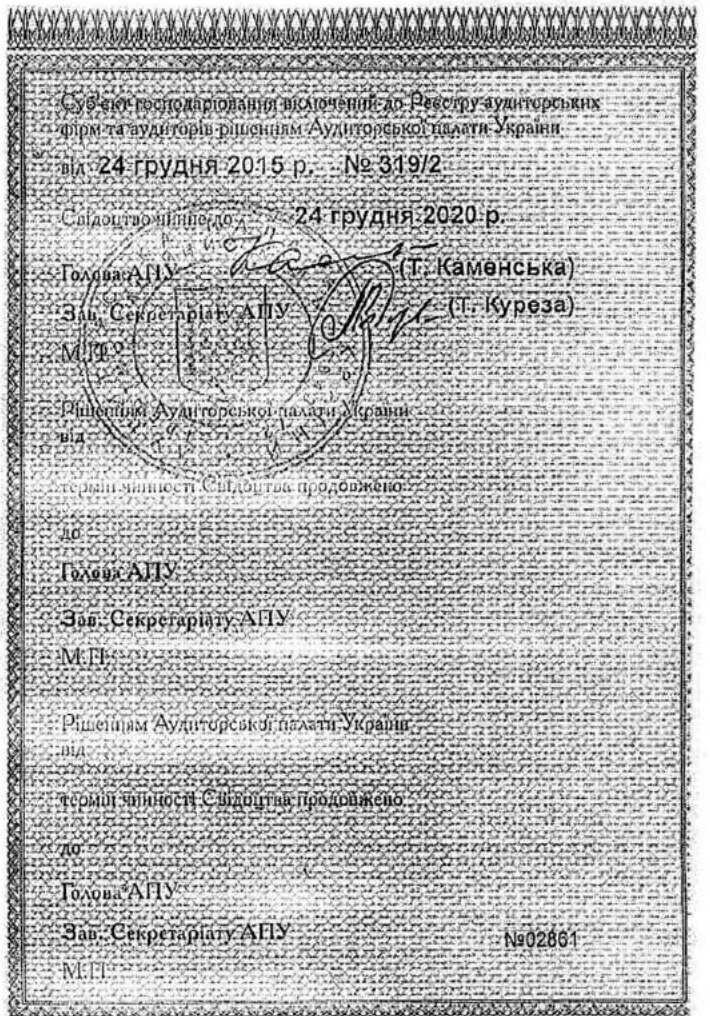 Суб'єкт господарювання включений до Реєстру аудиторських
фірм та аудиторів рішенням Аудиторської палати України
від 24 грудня 2015 р. № 319/2
Свідоцтво чинне до 24 грудня 2020 р.
Голова АПУ (Т. Каменська)
Зав. Секретаріату АПУ (Т. Куреза)
М.П.
Рішенням Аудиторської палати України
від
термін чинності Свідоцтва продовжено
до
Голова АПУ
Зав. Секретаріату АПУ
М.П.
Рішенням Аудиторської палати України
від
термін чинності Свідоцтва продовжено
до
Голова АПУ
Зав. Секретаріату АПУ №02861
М.П.